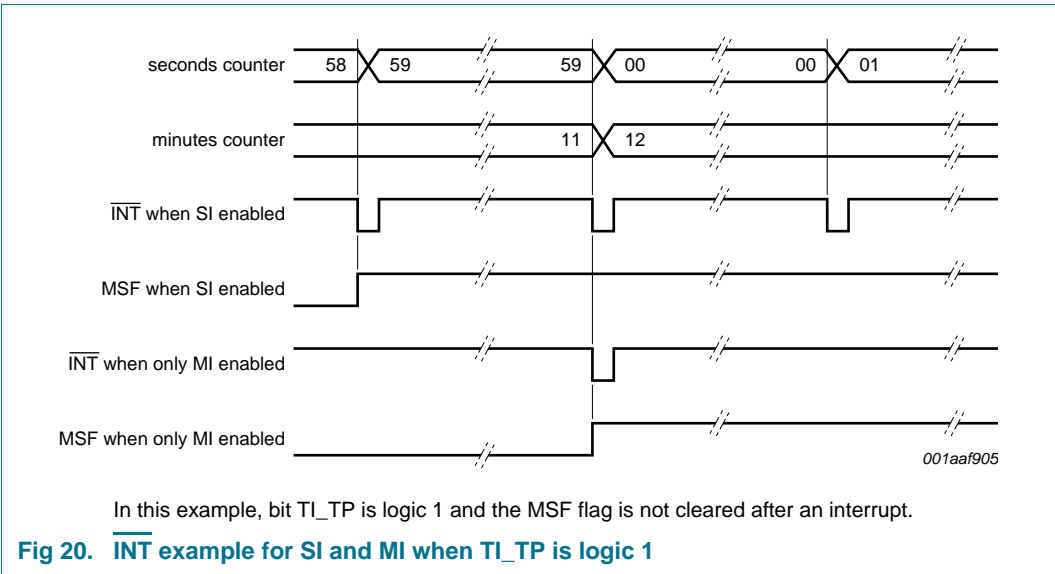 seconds counter 58 59 59 00 00 01
minutes counter 11 12
INT when SI enabled
MSF when SI enabled
INT when only MI enabled
MSF when only MI enabled
001aaf905
In this example, bit TI_TP is logic 1 and the MSF flag is not cleared after an interrupt.
Fig 20. INT example for SI and MI when TI_TP is logic 1